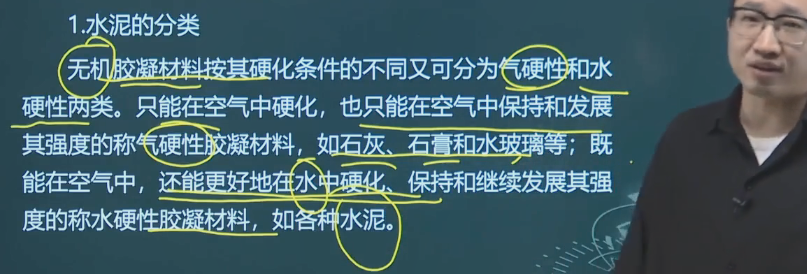 1.水泥的分类
无机胶凝材料按其硬化条件的不同又可分为气硬性和水
硬性两类。只能在空气中硬化，也只能在空气中保持和发展
其强度的称气硬性胶凝材料，如石灰、石膏和水玻璃等；既
能在空气中，还能更好地在水中硬化、保持和继续发展其强
度的称水硬性胶凝材料，如各种水泥。